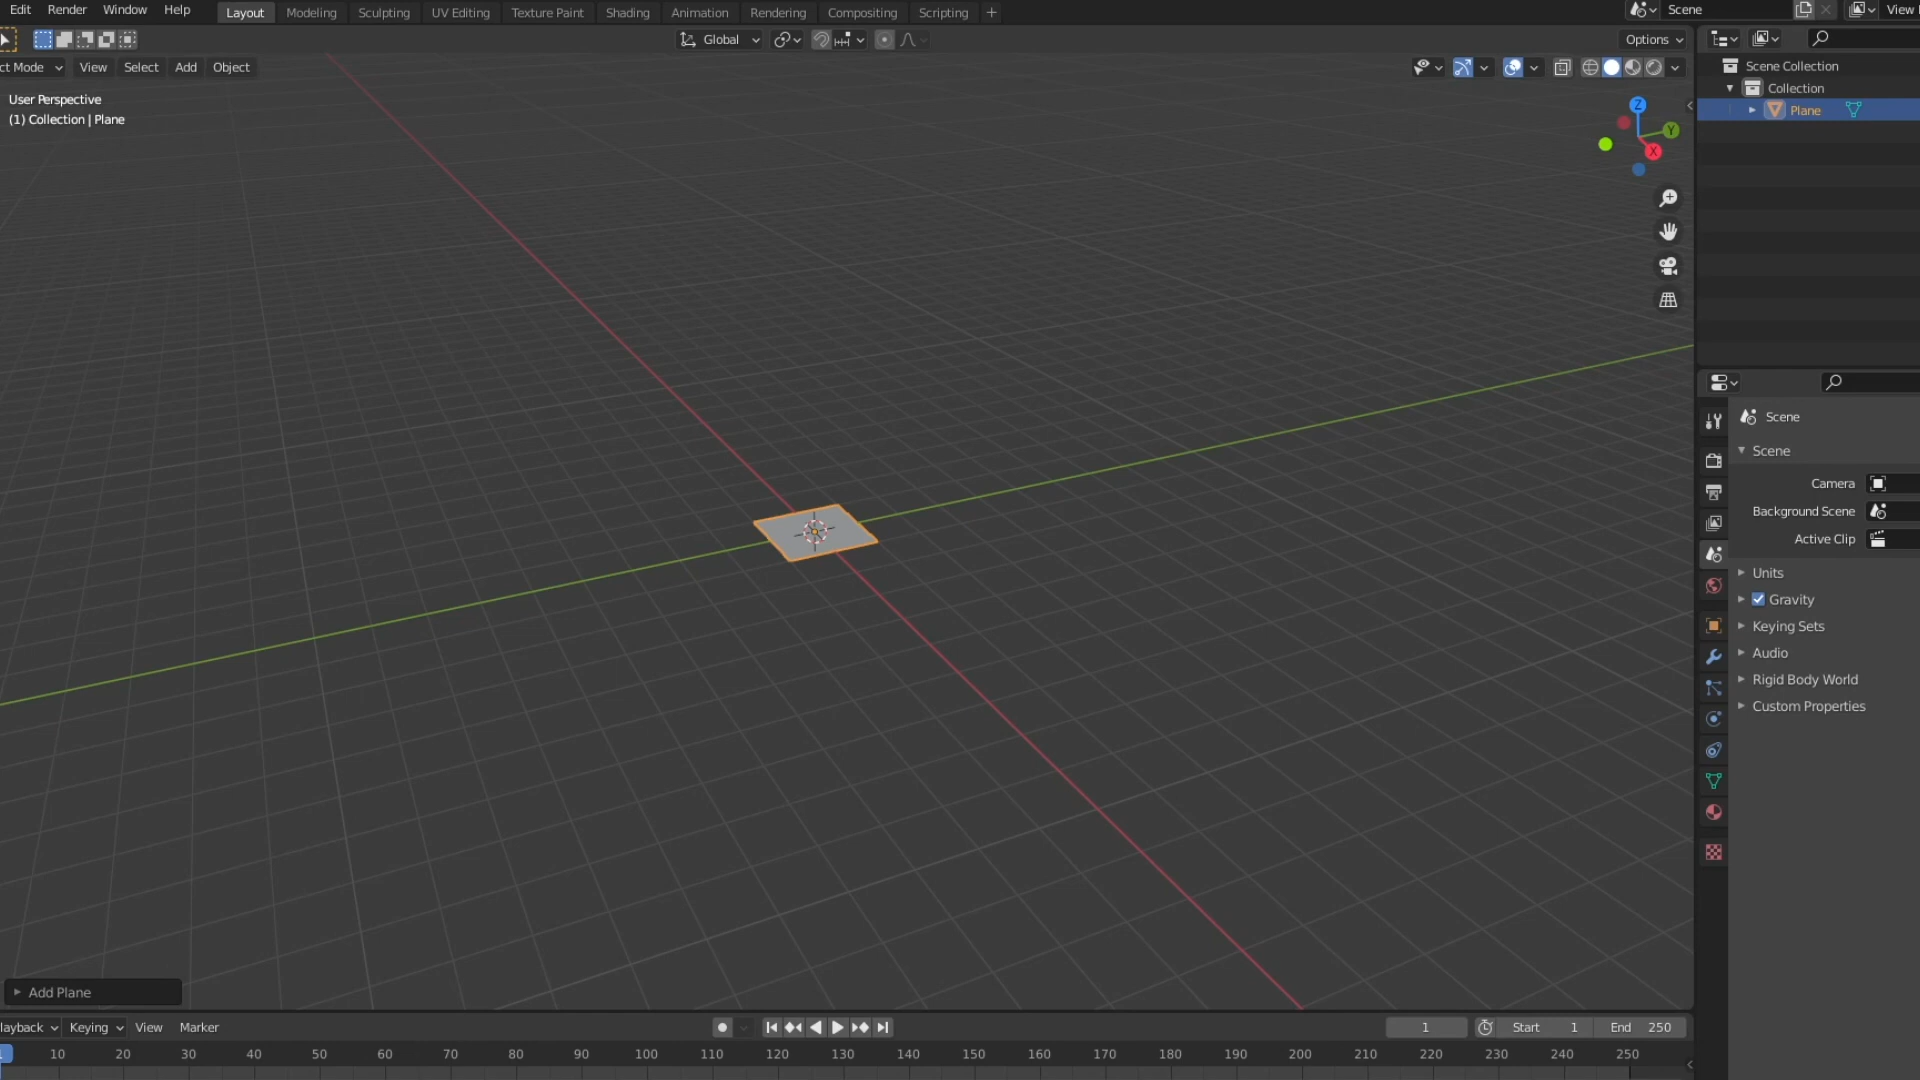 Edit Render Window Help Layout Modeling Sculpting UV Editing Texture Paint Shading Animation Rendering Compositing Scripting + Scene View
Global Options
ct Mode View Select Add Object
User Perspective
(1) Collection | Plane
Scene Collection
Collection
Plane
Z
Y
X
Scene
Scene
Camera
Background Scene
Active Clip
Units
Gravity
Keying Sets
Audio
Rigid Body World
Custom Properties
Add Plane
layback Keying View Marker 1 Start 1 End 250
10 20 30 40 50 60 70 80 90 100 110 120 130 140 150 160 170 180 190 200 210 220 230 240 250